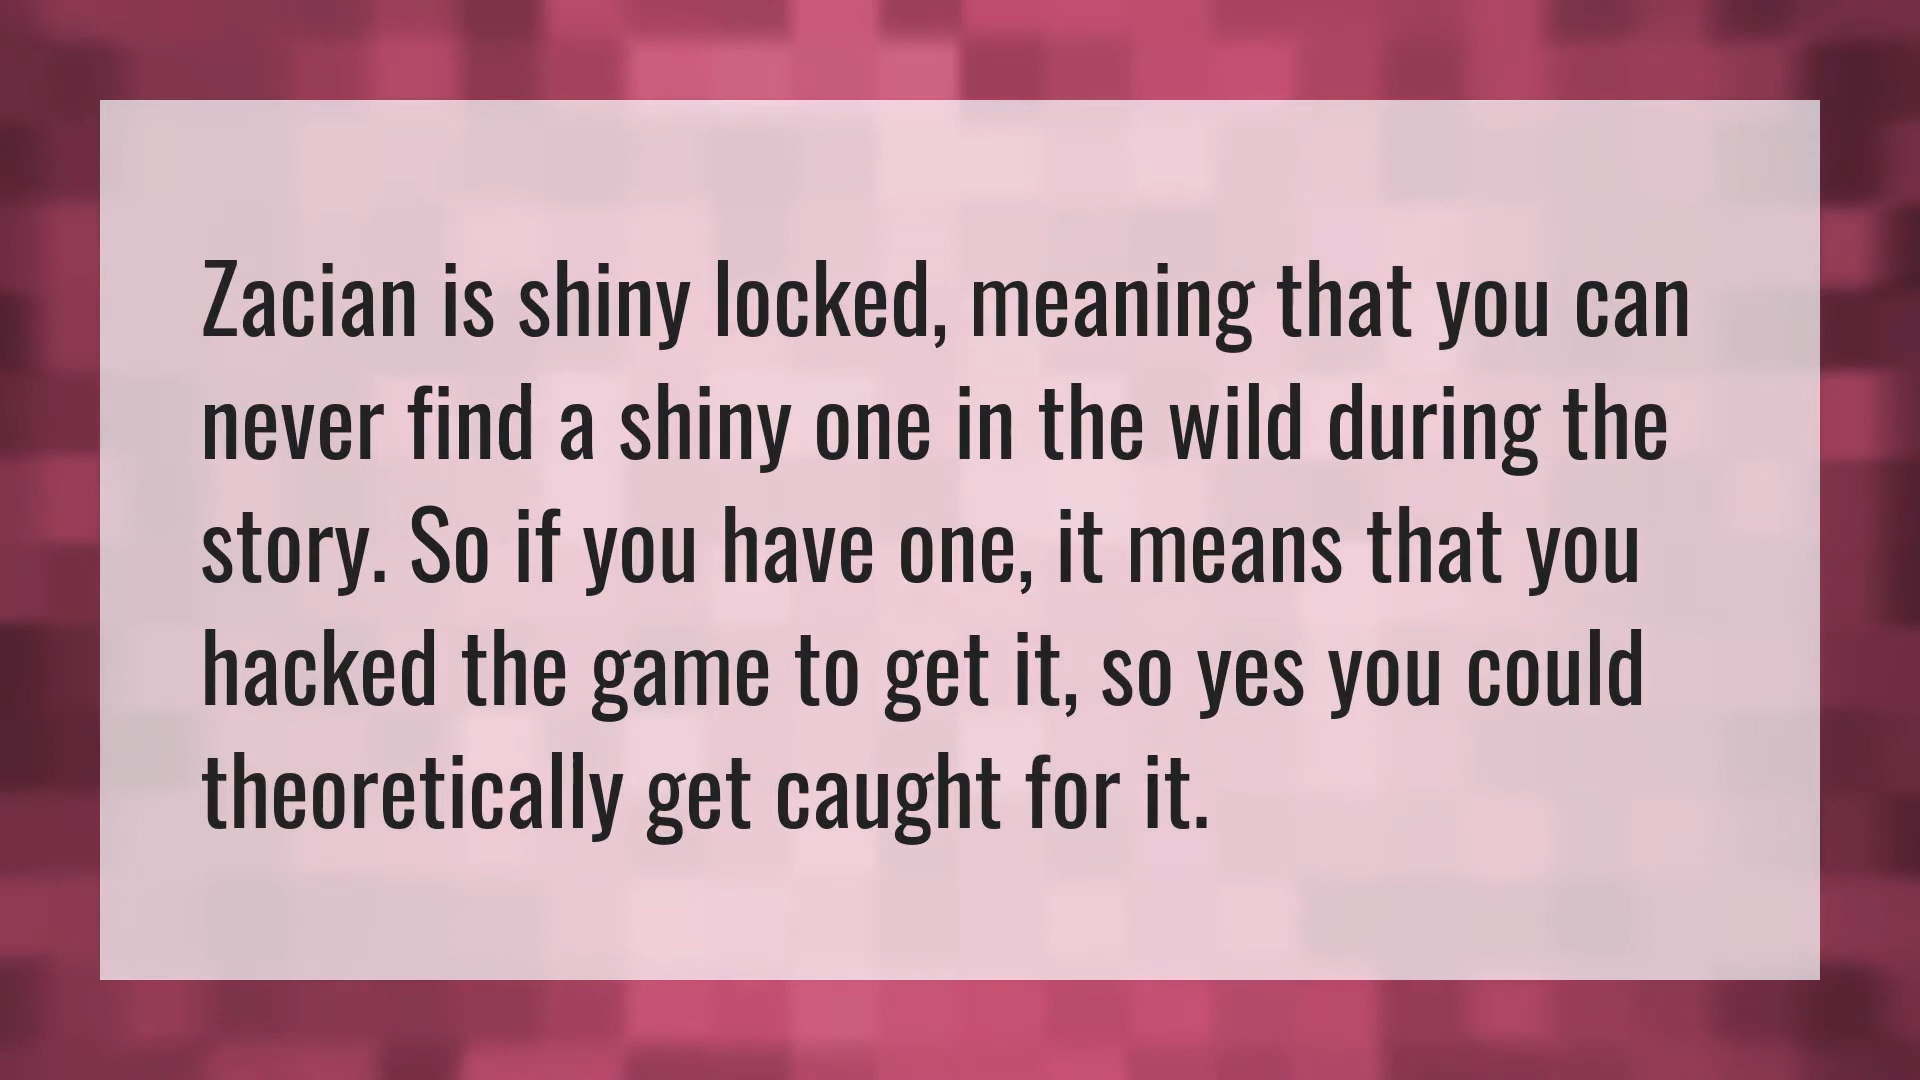 Zacian is shiny locked, meaning that you can
never find a shiny one in the wild during the
story. So if you have one, it means that you
hacked the game to get it, so yes you could
theoretically get caught for it.